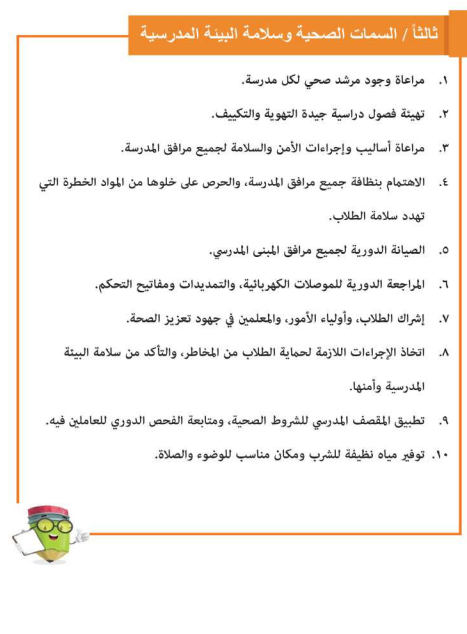 ثالثاً / السمات الصحية وسلامة البيئة المدرسية
١. مراعاة وجود مرشد صحي لكل مدرسة.
٢. تهيئة فصول دراسية جيدة التهوية والتكييف.
٣. مراعاة أساليب وإجراءات الأمن والسلامة لجميع مرافق المدرسة.
٤. الاهتمام بنظافة جميع مرافق المدرسة، والحرص على خلوها من المواد الخطرة التي
تهدد سلامة الطلاب.
٥. الصيانة الدورية لجميع مرافق المبنى المدرسي.
٦. المراجعة الدورية للموصلات الكهربائية، والتمديدات ومفاتيح التحكم.
٧. إشراك الطلاب، وأولياء الأمور، والمعلمين في جهود تعزيز الصحة.
٨. اتخاذ الإجراءات اللازمة لحماية الطلاب من المخاطر، والتأكد من سلامة البيئة
المدرسية وأمنها.
٩. تطبيق المقصف المدرسي للشروط الصحية، ومتابعة الفحص الدوري للعاملين فيه.
١٠. توفير مياه نظيفة للشرب ومكان مناسب للوضوء والصلاة.